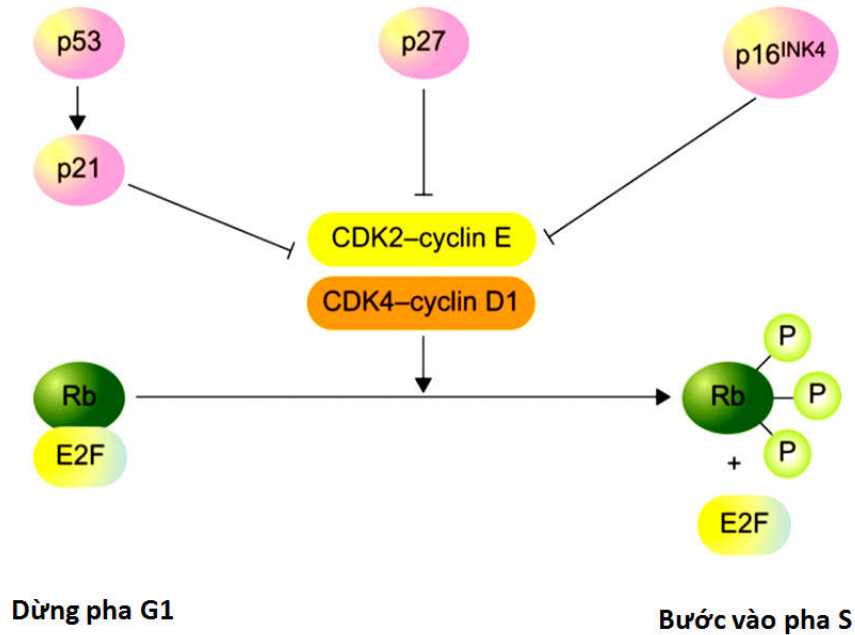 p53
p27
p16INK4
p21
CDK2–cyclin E
CDK4–cyclin D1
Rb
E2F
Rb
P
P
P
+
E2F
Dừng pha G1
Bước vào pha S